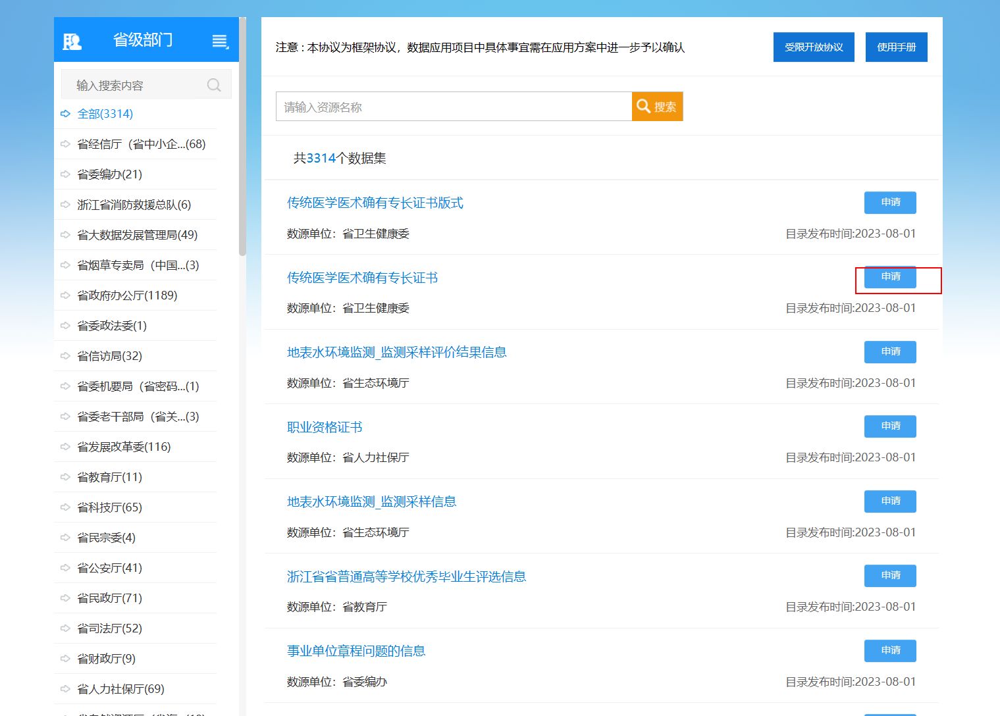 省级部门
输入搜索内容
全部(3314)
省经信厅（省中小企...(68)
省委编办(21)
浙江省消防救援总队(6)
省大数据发展管理局(49)
省烟草专卖局（中国...(3)
省政府办公厅(1189)
省委政法委(1)
省信访局(32)
省委机要局（省密码...(1)
省委老干部局（省关...(3)
省发展改革委(116)
省教育厅(11)
省科技厅(65)
省民宗委(4)
省公安厅(41)
省民政厅(71)
省司法厅(52)
省财政厅(9)
省人力社保厅(69)
注意：本协议为框架协议，数据应用项目中具体事宜需在应用方案中进一步予以确认
受限开放协议
使用手册
请输入资源名称
搜索
共3314个数据集
传统医学医术确有专长证书版式
申请
数源单位：省卫生健康委
目录发布时间:2023-08-01
传统医学医术确有专长证书
申请
数源单位：省卫生健康委
目录发布时间:2023-08-01
地表水环境监测_监测采样评价结果信息
申请
数源单位：省生态环境厅
目录发布时间:2023-08-01
职业资格证书
申请
数源单位：省人力社保厅
目录发布时间:2023-08-01
地表水环境监测_监测采样信息
申请
数源单位：省生态环境厅
目录发布时间:2023-08-01
浙江省省普通高等学校优秀毕业生评选信息
申请
数源单位：省教育厅
目录发布时间:2023-08-01
事业单位章程问题的信息
申请
数源单位：省委编办
目录发布时间:2023-08-01